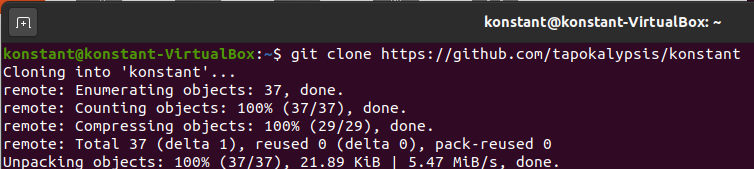 konstant@konstant-VirtualBox: ~
konstant@konstant-VirtualBox:~$ git clone https://github.com/tapokalypsis/konstant
Cloning into 'konstant'...
remote: Enumerating objects: 37, done.
remote: Counting objects: 100% (37/37), done.
remote: Compressing objects: 100% (29/29), done.
remote: Total 37 (delta 1), reused 0 (delta 0), pack-reused 0
Unpacking objects: 100% (37/37), 21.89 KiB | 5.47 MiB/s, done.